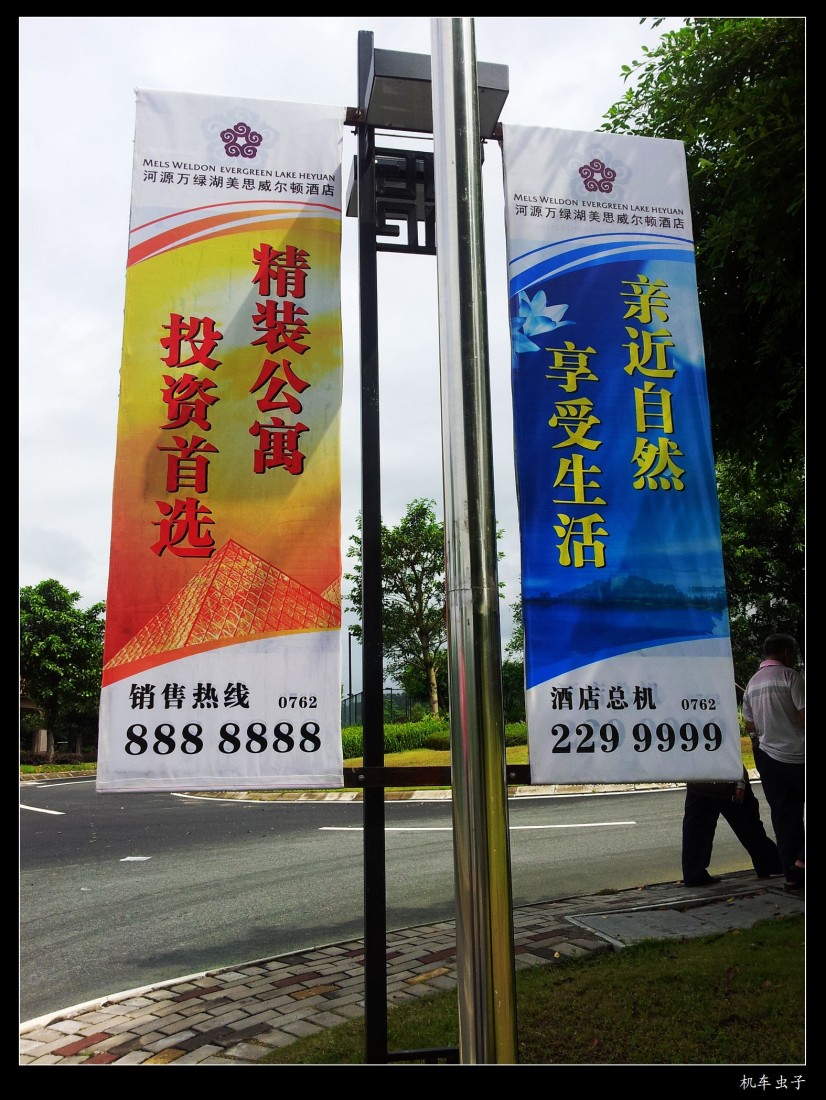 MELS WELDON EVERGREEN LAKE HEYUAN
河源万绿湖美思威尔顿酒店
精装公寓
投资首选
销售热线 0762
888 8888
MELS WELDON EVERGREEN LAKE HEYUAN
河源万绿湖美思威尔顿酒店
亲近自然
享受生活
酒店总机 0762
229 9999
机车虫子